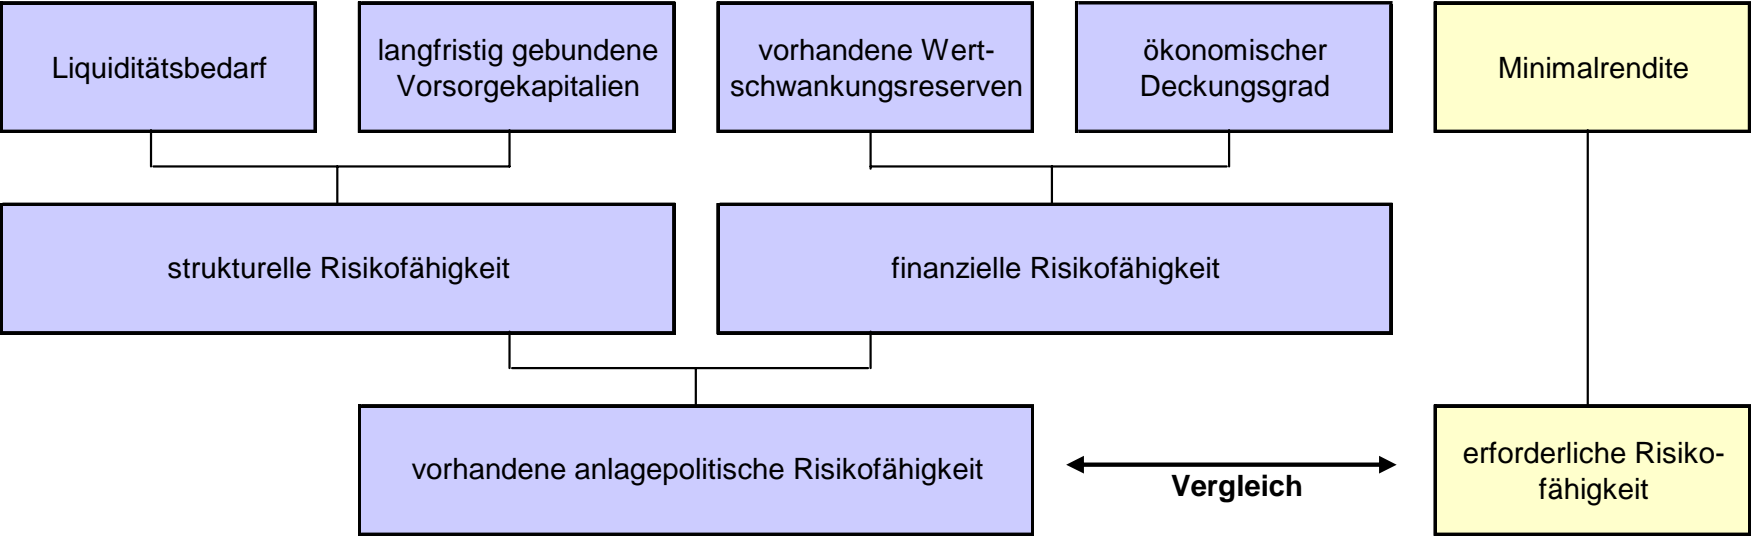 Liquiditätsbedarf
langfristig gebundene
Vorsorgekapitalien
vorhandene Wert-
schwankungsreserven
ökonomischer
Deckungsgrad
Minimalrendite
strukturelle Risikofähigkeit
finanzielle Risikofähigkeit
vorhandene anlagepolitische Risikofähigkeit
Vergleich
erforderliche Risiko-
fähigkeit